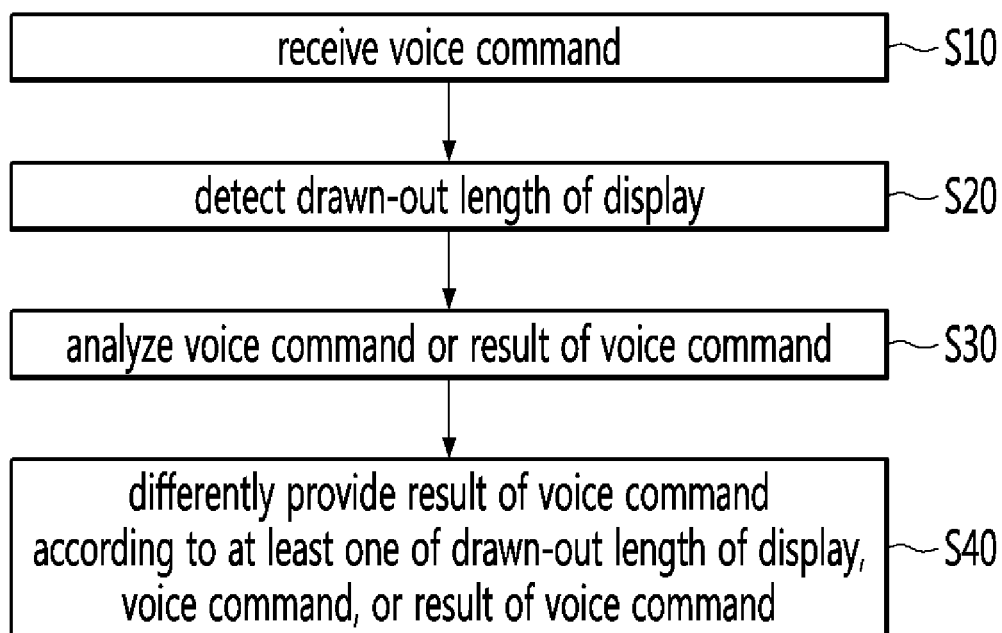 receive voice command S10
detect drawn-out length of display S20
analyze voice command or result of voice command S30
differently provide result of voice command
according to at least one of drawn-out length of display, S40
voice command, or result of voice command